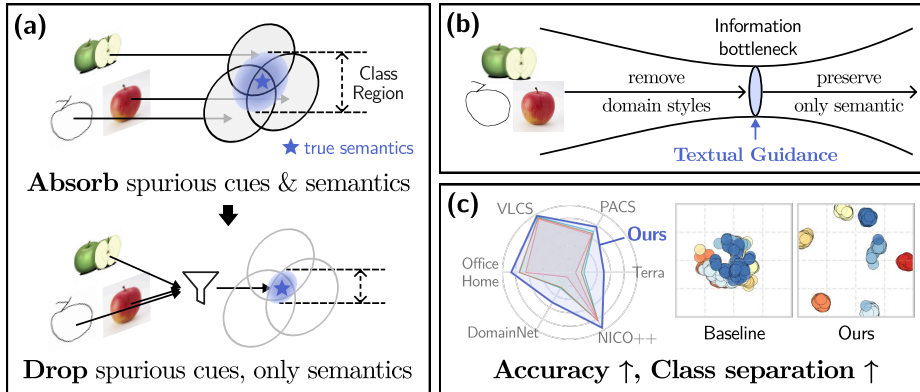 (a)
Class
Region
true semantics
Absorb spurious cues & semantics
Drop spurious cues, only semantics
(b)
Information
bottleneck
remove
domain styles
preserve
only semantic
Textual Guidance
(c)
VLCS
PACS
Ours
Office
Home
Terra
DomainNet
NICO++
Baseline
Ours
Accuracy ↑, Class separation ↑